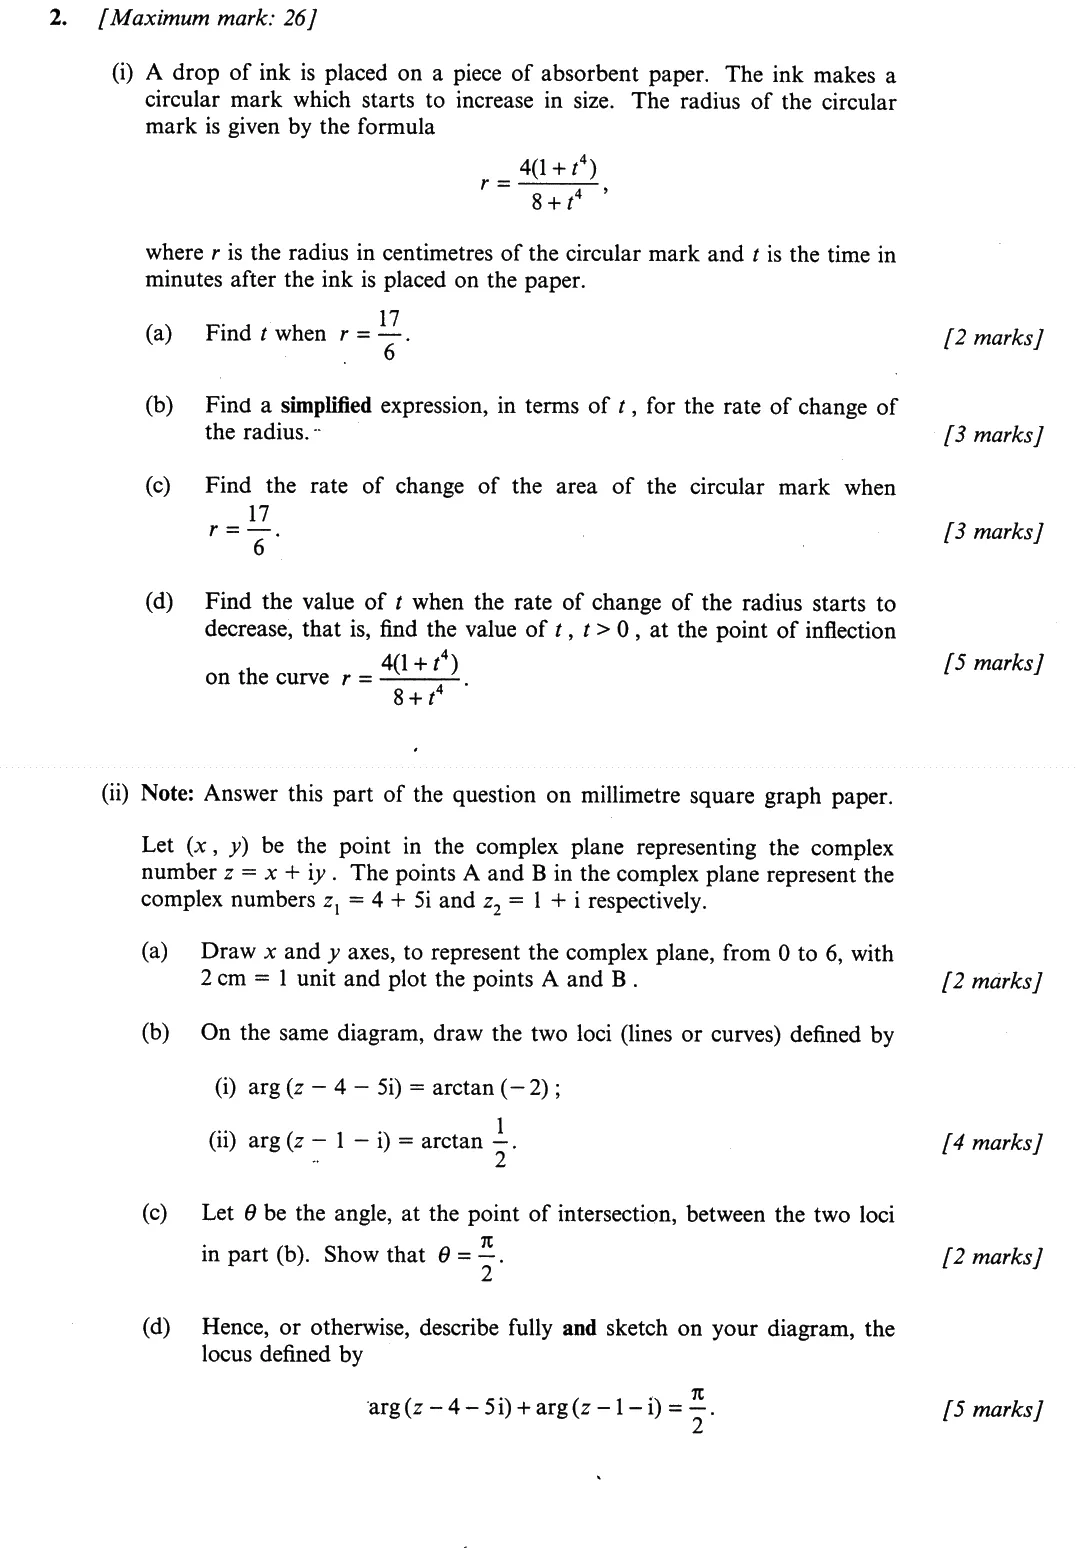 2. [Maximum mark: 26]
(i) A drop of ink is placed on a piece of absorbent paper. The ink makes a
circular mark which starts to increase in size. The radius of the circular
mark is given by the formula
r = 4(1 + t⁴) / 8 + t⁴ ,
where r is the radius in centimetres of the circular mark and t is the time in
minutes after the ink is placed on the paper.
(a) Find t when r = 17/6 . [2 marks]
(b) Find a simplified expression, in terms of t , for the rate of change of
the radius. [3 marks]
(c) Find the rate of change of the area of the circular mark when
r = 17/6 . [3 marks]
(d) Find the value of t when the rate of change of the radius starts to
decrease, that is, find the value of t , t > 0 , at the point of inflection
on the curve r = 4(1 + t⁴) / 8 + t⁴ . [5 marks]
(ii) Note: Answer this part of the question on millimetre square graph paper.
Let (x , y) be the point in the complex plane representing the complex
number z = x + iy . The points A and B in the complex plane represent the
complex numbers z₁ = 4 + 5i and z₂ = 1 + i respectively.
(a) Draw x and y axes, to represent the complex plane, from 0 to 6, with
2 cm = 1 unit and plot the points A and B . [2 marks]
(b) On the same diagram, draw the two loci (lines or curves) defined by
(i) arg (z − 4 − 5i) = arctan (− 2) ;
(ii) arg (z − 1 − i) = arctan 1/2 . [4 marks]
(c) Let θ be the angle, at the point of intersection, between the two loci
in part (b). Show that θ = π/2 . [2 marks]
(d) Hence, or otherwise, describe fully and sketch on your diagram, the
locus defined by
arg (z − 4 − 5i) + arg (z − 1 − i) = π/2 . [5 marks]